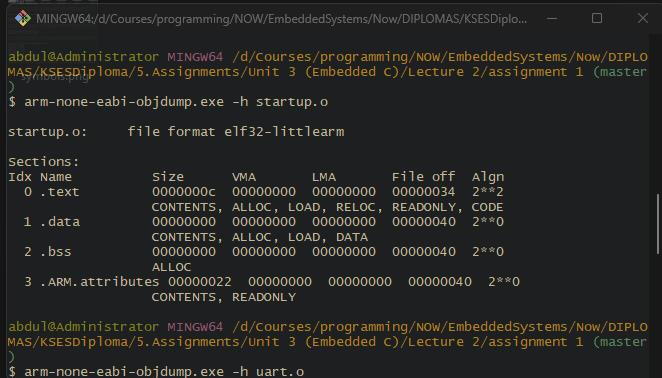 MINGW64:/d/Courses/programming/NOW/EmbeddedSystems/Now/DIPLOMAS/KSESDiplo...
abdul@Administrator MINGW64 /d/Courses/programming/NOW/EmbeddedSystems/Now/DIPLO
MAS/KSESDiploma/5.Assignments/Unit 3 (Embedded C)/Lecture 2/assignment 1 (master
symbols.png
)
$ arm-none-eabi-objdump.exe -h startup.o
startup.o:     file format elf32-littlearm
Sections:
Idx Name          Size      VMA       LMA       File off  Algn
  0 .text         0000000c  00000000  00000000  00000034  2**2
                  CONTENTS, ALLOC, LOAD, RELOC, READONLY, CODE
  1 .data         00000000  00000000  00000000  00000040  2**0
                  CONTENTS, ALLOC, LOAD, DATA
  2 .bss          00000000  00000000  00000000  00000040  2**0
                  ALLOC
  3 .ARM.attributes 00000022  00000000  00000000  00000040  2**0
                  CONTENTS, READONLY
abdul@Administrator MINGW64 /d/Courses/programming/NOW/EmbeddedSystems/Now/DIPLO
MAS/KSESDiploma/5.Assignments/Unit 3 (Embedded C)/Lecture 2/assignment 1 (master
)
$ arm-none-eabi-objdump.exe -h uart.o